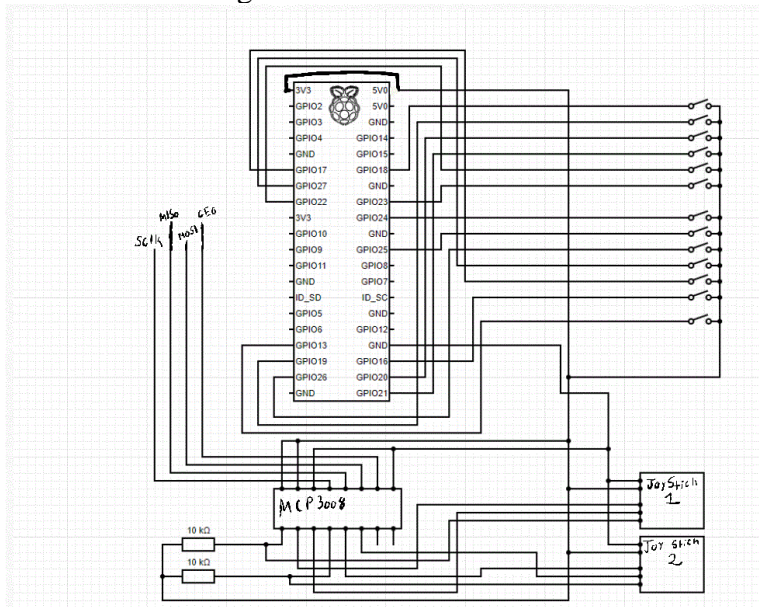 3V3 5V0
GPIO2 5V0
GPIO3 GND
GPIO4 GPIO14
GND GPIO15
GPIO17 GPIO18
GPIO27 GND
GPIO22 GPIO23
3V3 GPIO24
GPIO10 GND
GPIO9 GPIO25
GPIO11 GPIO8
GND GPIO7
ID_SD ID_SC
GPIO5 GND
GPIO6 GPIO12
GPIO13 GND
GPIO19 GPIO16
GPIO26 GPIO20
GND GPIO21
SClk
MISO
MOSI
MCP3008
Joy Stick
1
Joy Stick
2
10 kΩ
10 kΩ